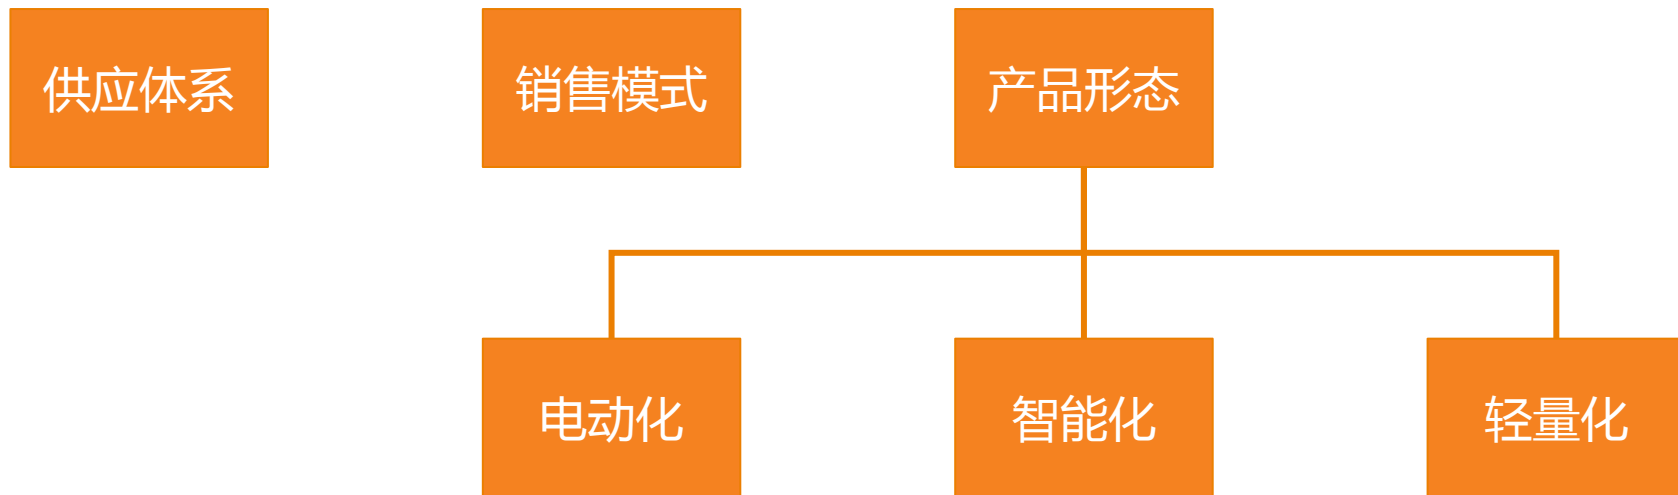 供应体系
销售模式
产品形态
电动化
智能化
轻量化